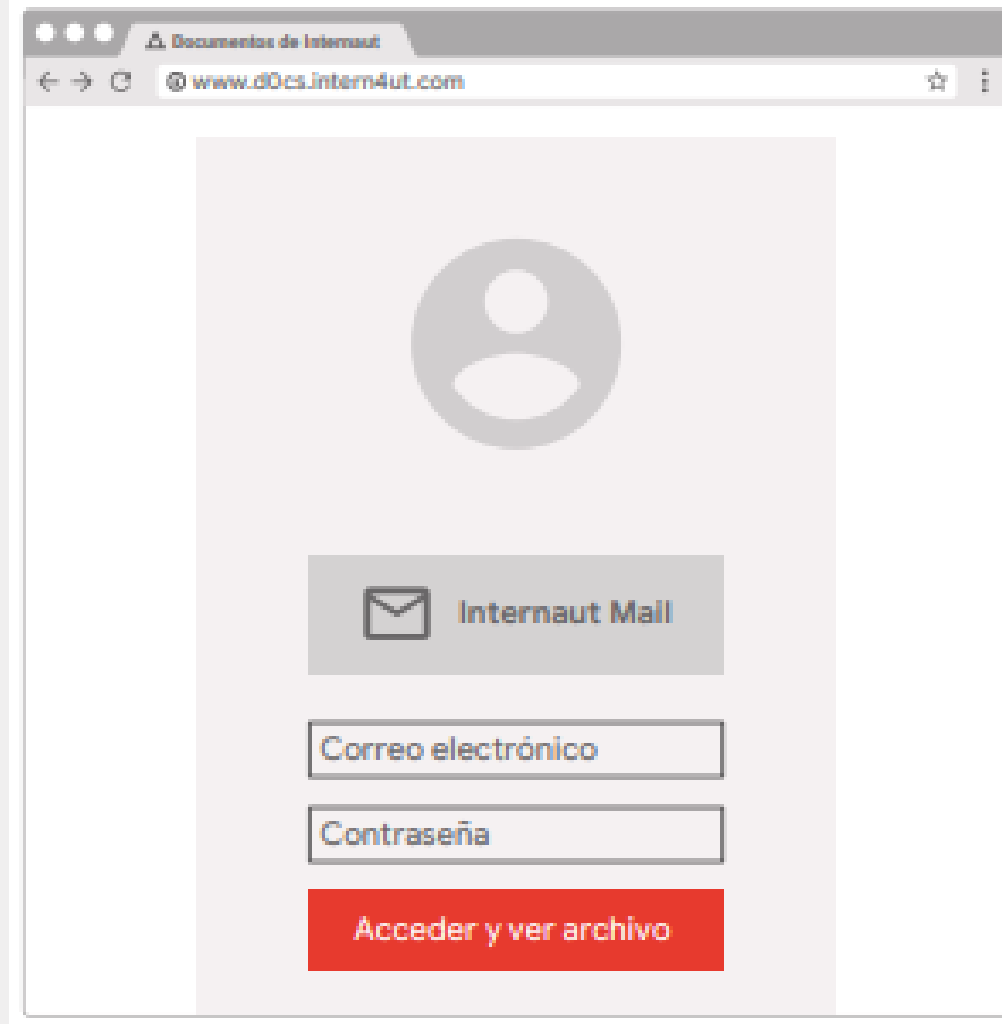 Documentos de Internaut
www.d0cs.intern4ut.com
Internaut Mail
Correo electrónico
Contraseña
Acceder y ver archivo